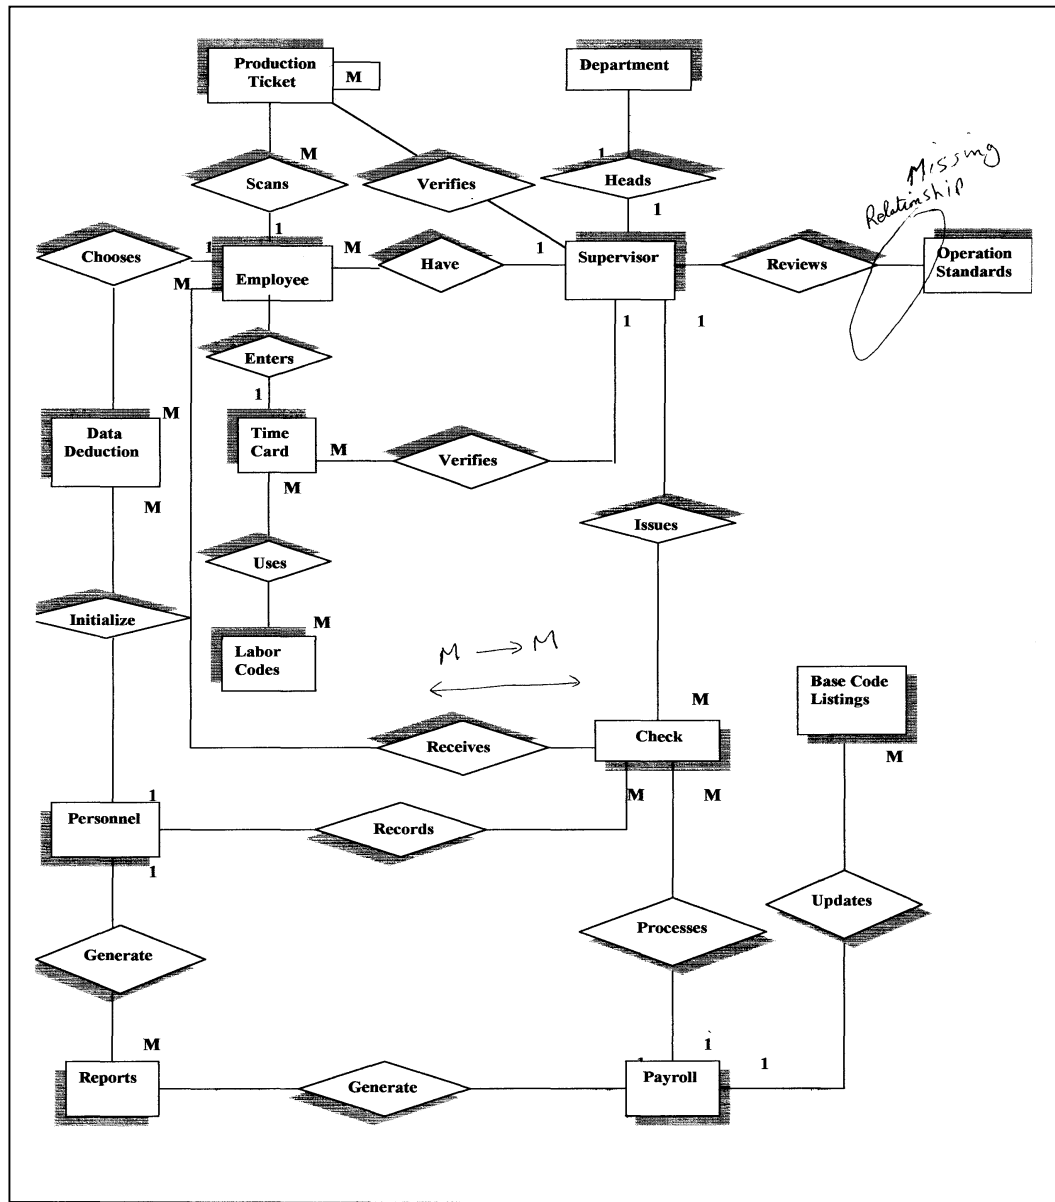 Production
Ticket
M
Department
M
1
Scans
Verifies
Heads
Missing
Relationship
1
1
Chooses
1
M
1
Employee
Have
Supervisor
Reviews
Operation
Standards
M
1
1
Enters
1
M
M
Data
Deduction
Time
Card
M
Verifies
M
M
Issues
Uses
Initialize
M
Labor
Codes
M → M
Base Code
Listings
M
Check
Receives
M
1
M
M
Personnel
Records
1
Updates
Processes
Generate
M
1
1
1
Reports
Generate
Payroll